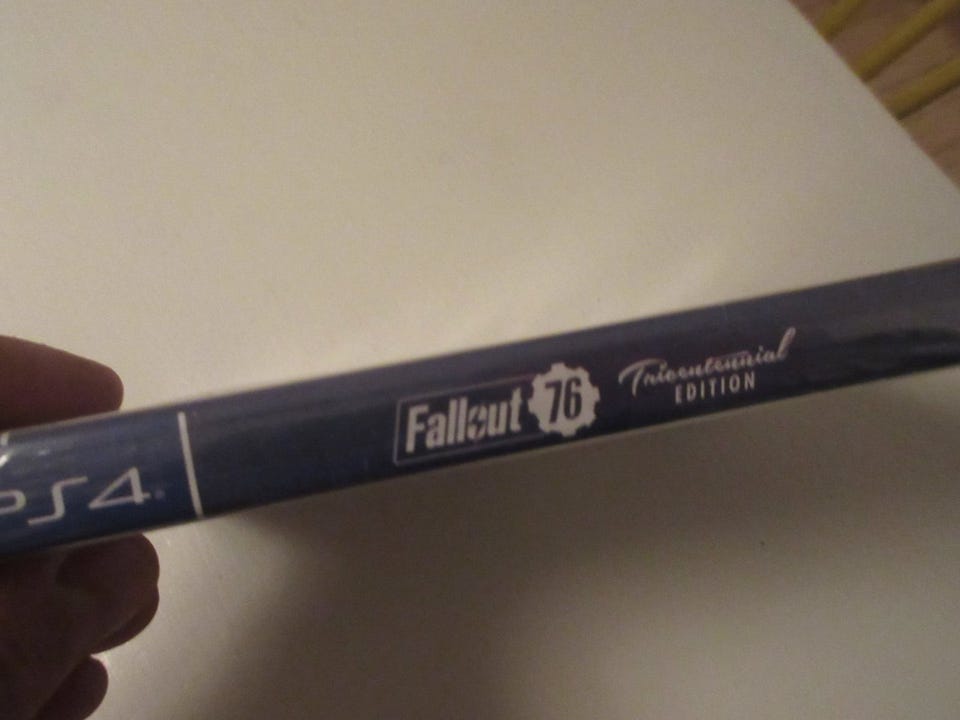 PS4
Fallout 76
Tricentennial
EDITION